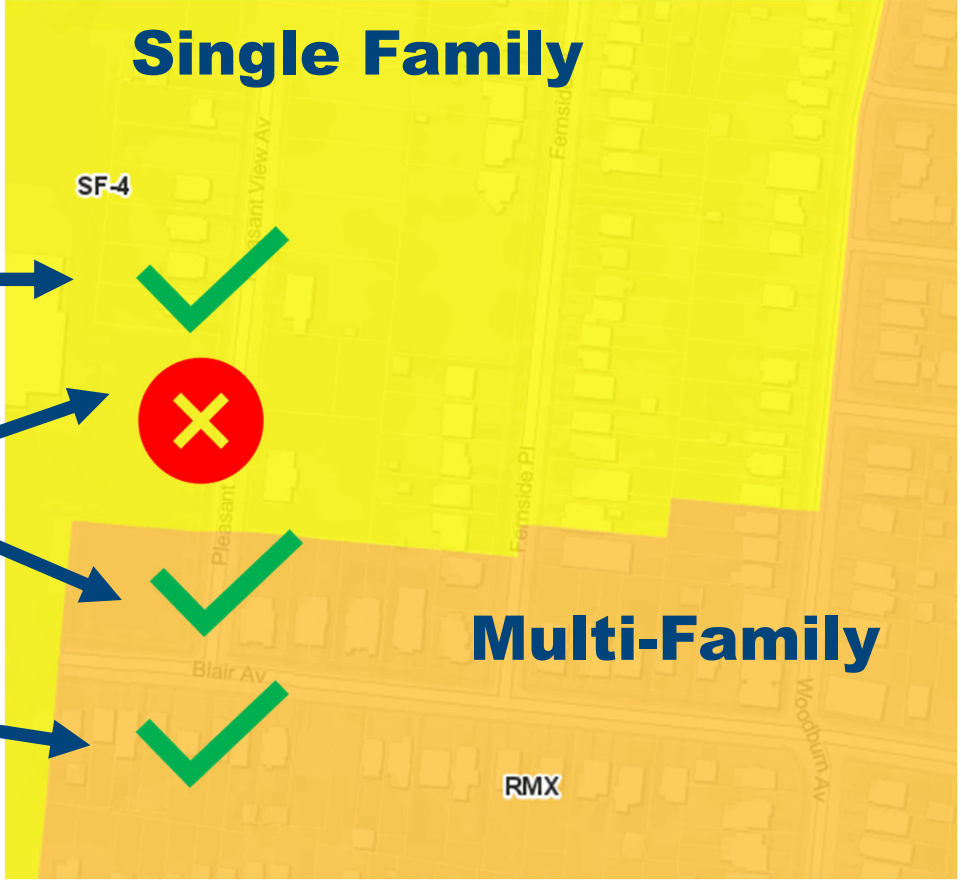 Single Family
SF-4
Pleasant View Av
Fernside
Fernside Pl
Pleasant
Multi-Family
Blair Av
Woodburn Av
RMX